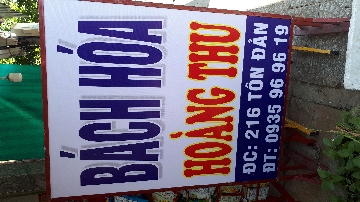 BÁCH HÓA
HOÀNG THU
ĐC: 216 TÔN ĐẢN
ĐT: 0935 96 96 19